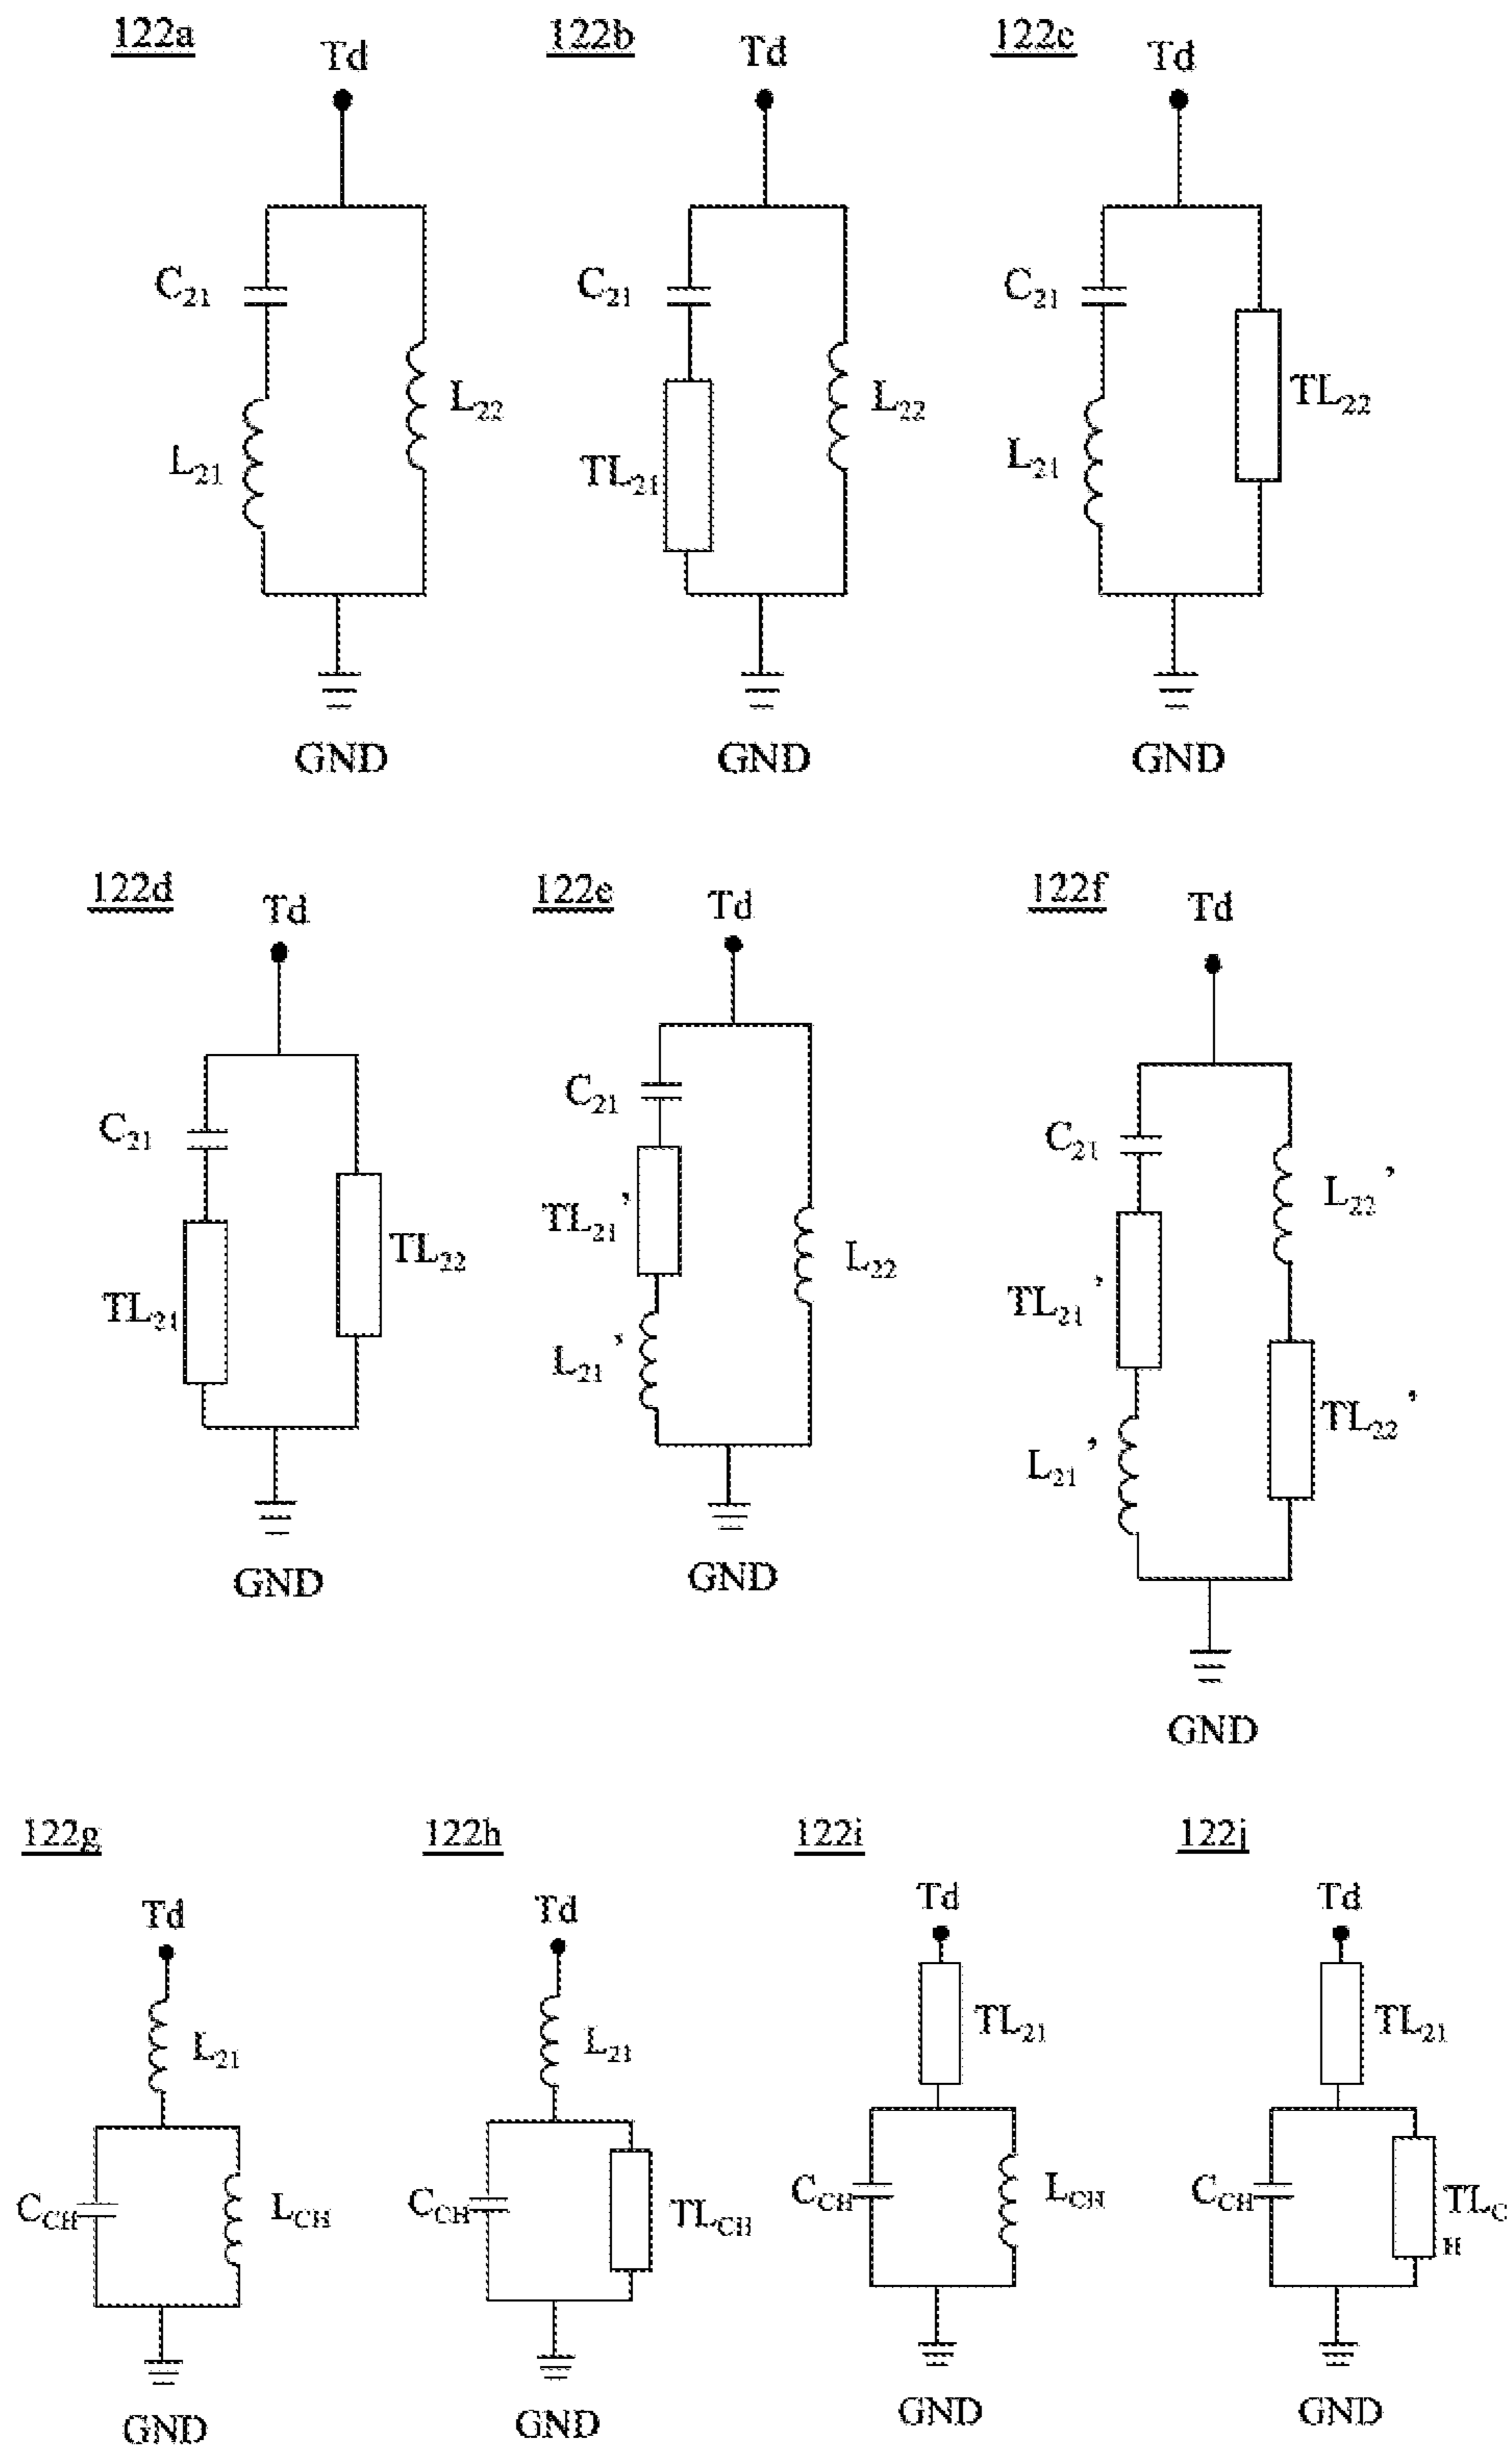 122a
Td
C21
L21
L22
GND
122b
Td
C21
TL21
L22
GND
122c
Td
C21
L21
TL22
GND
122d
Td
C21
TL21
TL22
GND
122e
Td
C21
TL21'
L21'
L22
GND
122f
Td
C21
TL21'
L21'
L22'
TL22'
GND
122g
Td
L21
CCH
LCH
GND
122h
Td
L21
CCH
TLCH
GND
122i
Td
TL21
CCH
LCH
GND
122j
Td
TL21
CCH
TLC
H
GND